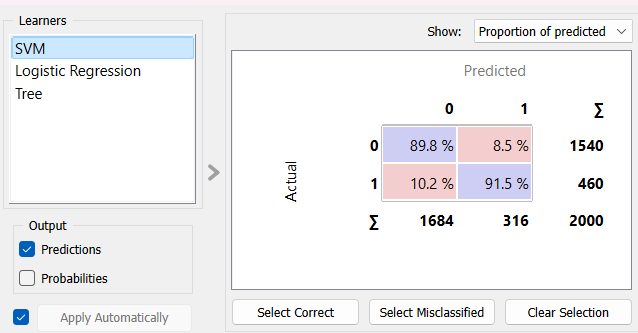 Learners
SVM
Logistic Regression
Tree
Output
Predictions
Probabilities
Apply Automatically
Show: Proportion of predicted
Predicted
0 1 ∑
0 89.8 % 8.5 % 1540
Actual
1 10.2 % 91.5 % 460
∑ 1684 316 2000
Select Correct Select Misclassified Clear Selection